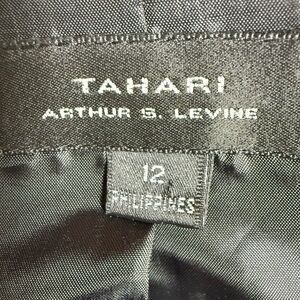 TAHARI
ARTHUR S. LEVINE
12
PHILIPPINES